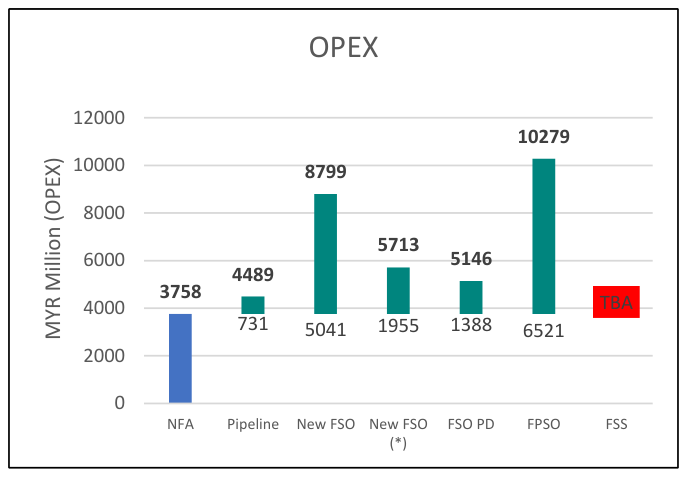 OPEX
MYR Million (OPEX)
12000
10000
8000
6000
4000
2000
0
3758
4489
731
8799
5041
5713
1955
5146
1388
10279
6521
TBA
NFA
Pipeline
New FSO
New FSO
(*)
FSO PD
FPSO
FSS